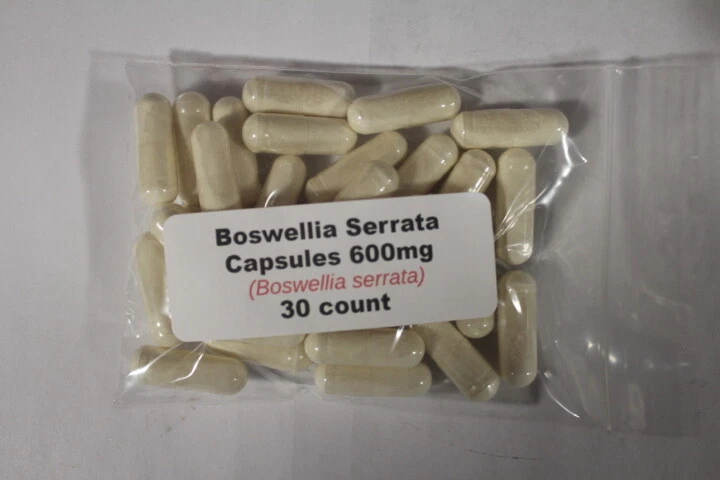 Boswellia Serrata
Capsules 600mg
(Boswellia serrata)
30 count